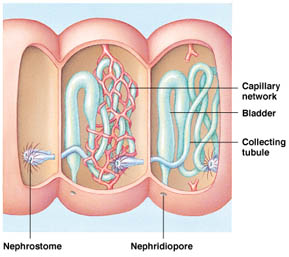 Capillary
network
Bladder
Collecting
tubule
Nephrostome
Nephridiopore